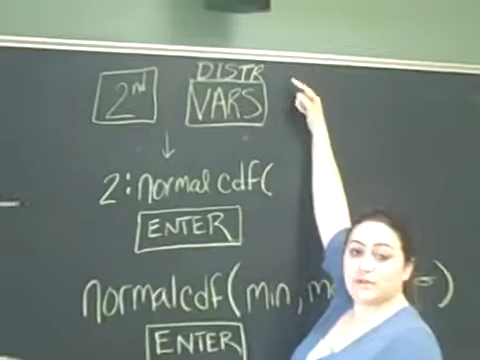 DISTR
2nd VARS
2:normalcdf(
ENTER
normalcdf(min,
ENTER